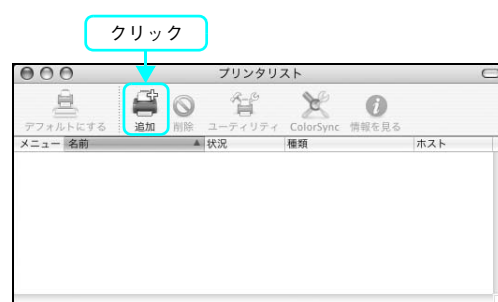 クリック
プリンタリスト
デフォルトにする 追加 削除 ユーティリティ ColorSync 情報を見る
メニュー 名前 状況 種類 ホスト